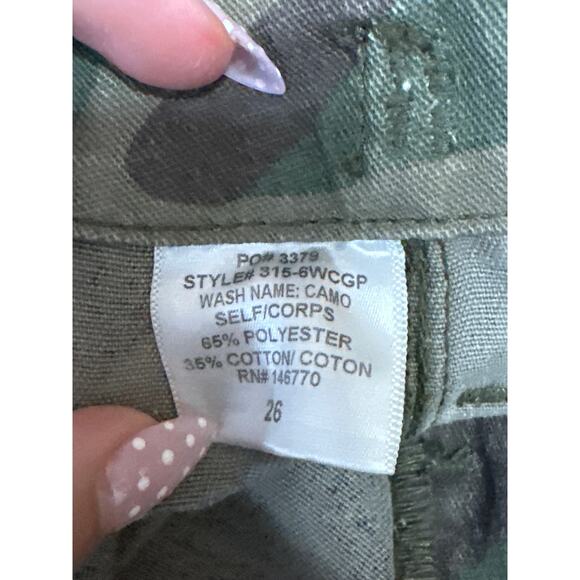 PO# 3379
STYLE# 315-6WCGP
WASH NAME: CAMO
SELF/CORPS
65% POLYESTER
35% COTTON/ COTON
RN# 146770
26